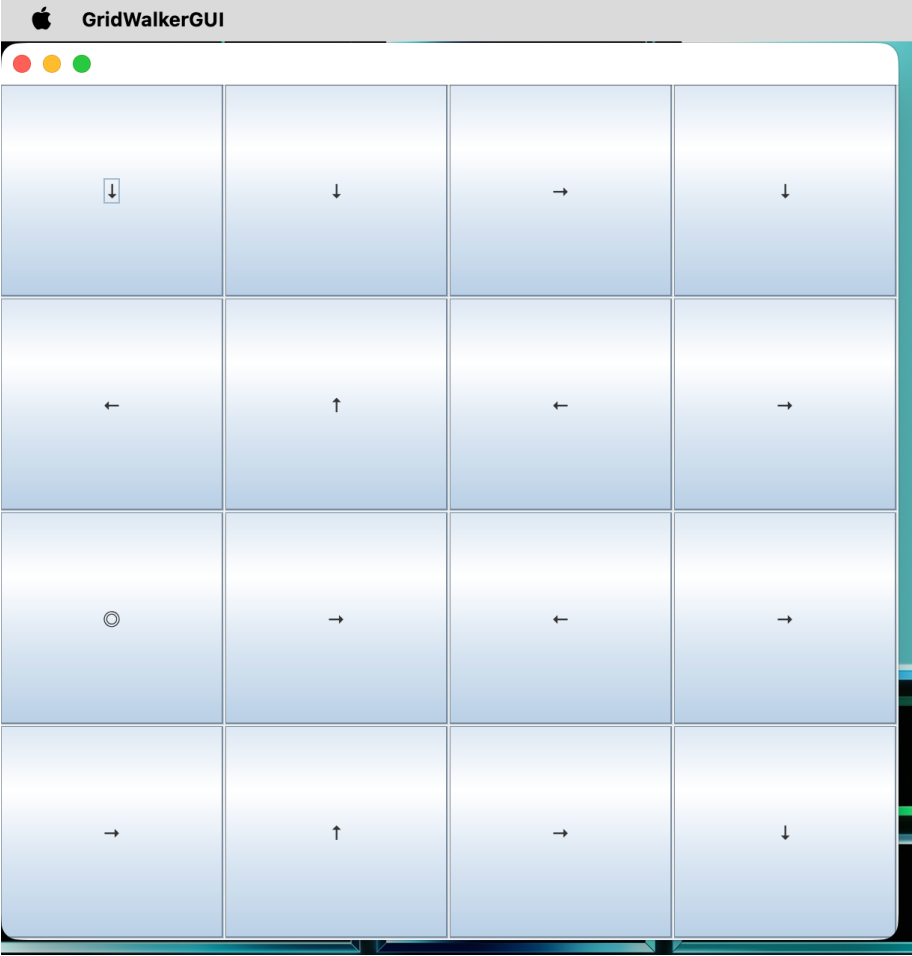 GridWalkerGUI
↓ ↓ → ↓
← ↑ ← →
◎ → ← →
→ ↑ → ↓